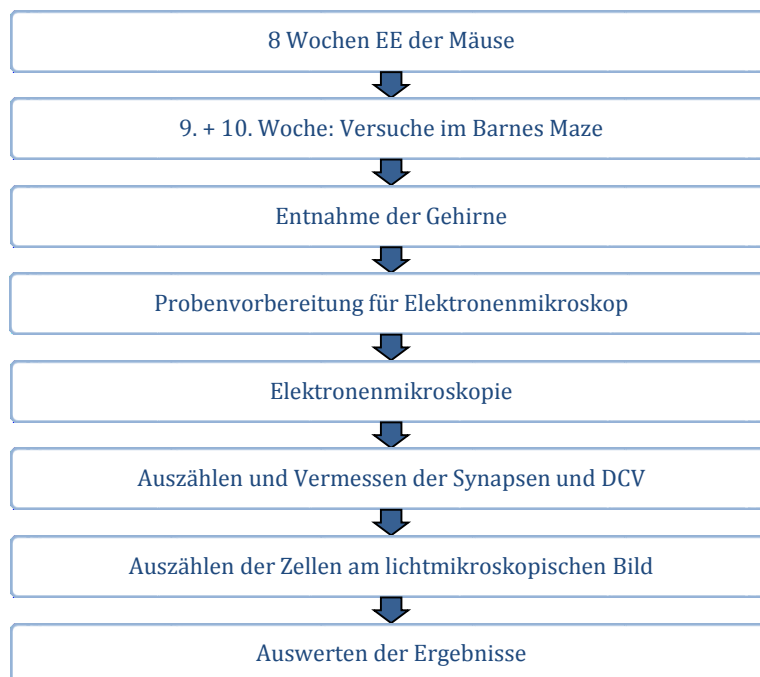 8 Wochen EE der Mäuse
9. + 10. Woche: Versuche im Barnes Maze
Entnahme der Gehirne
Probenvorbereitung für Elektronenmikroskop
Elektronenmikroskopie
Auszählen und Vermessen der Synapsen und DCV
Auszählen der Zellen am lichtmikroskopischen Bild
Auswerten der Ergebnisse